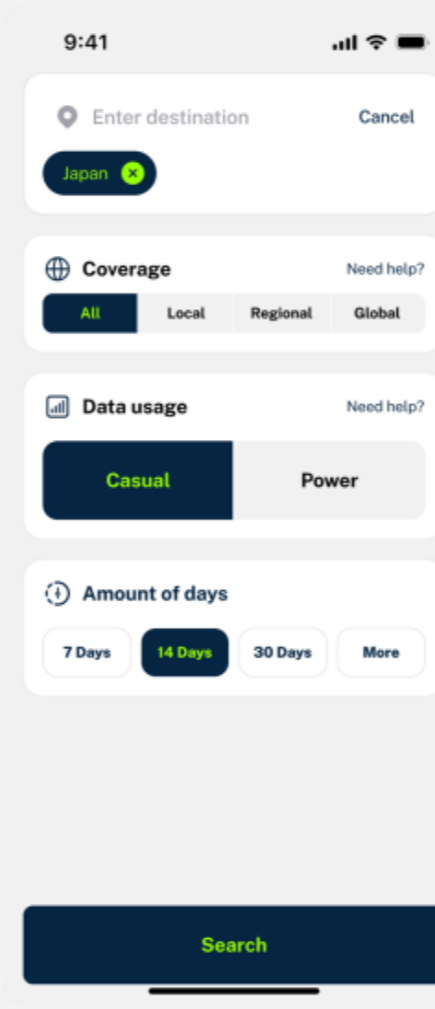 9:41
Enter destination Cancel
Japan
Coverage Need help?
All Local Regional Global
Data usage Need help?
Casual Power
Amount of days
7 Days 14 Days 30 Days More
Search